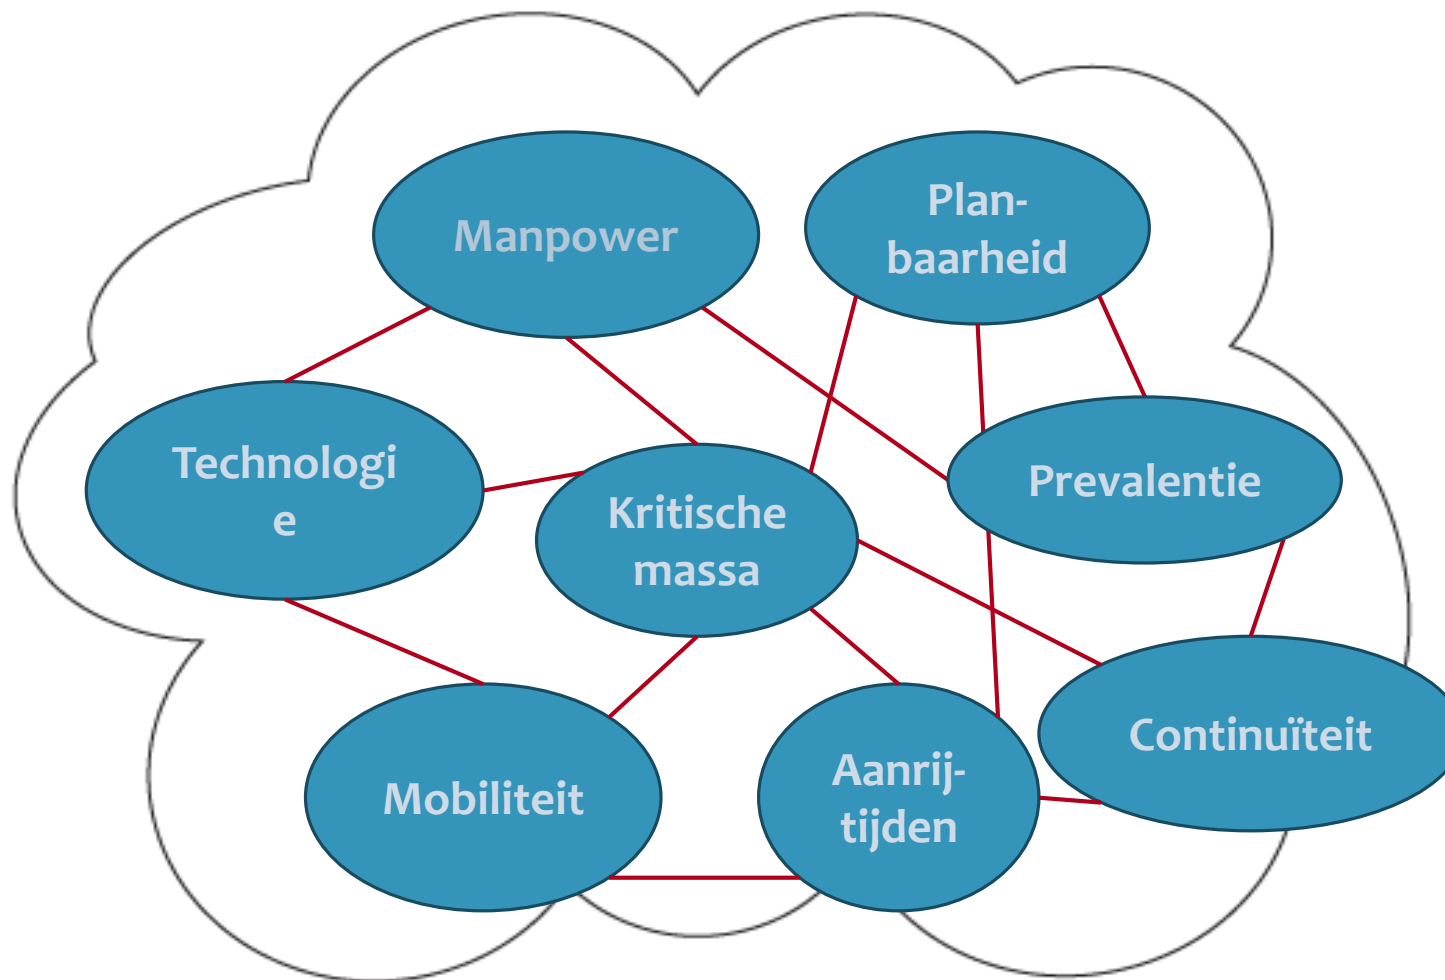 Manpower
Plan-
baarheid
Technologi
e
Kritische
massa
Prevalentie
Mobiliteit
Aanrij-
tijden
Continuïteit